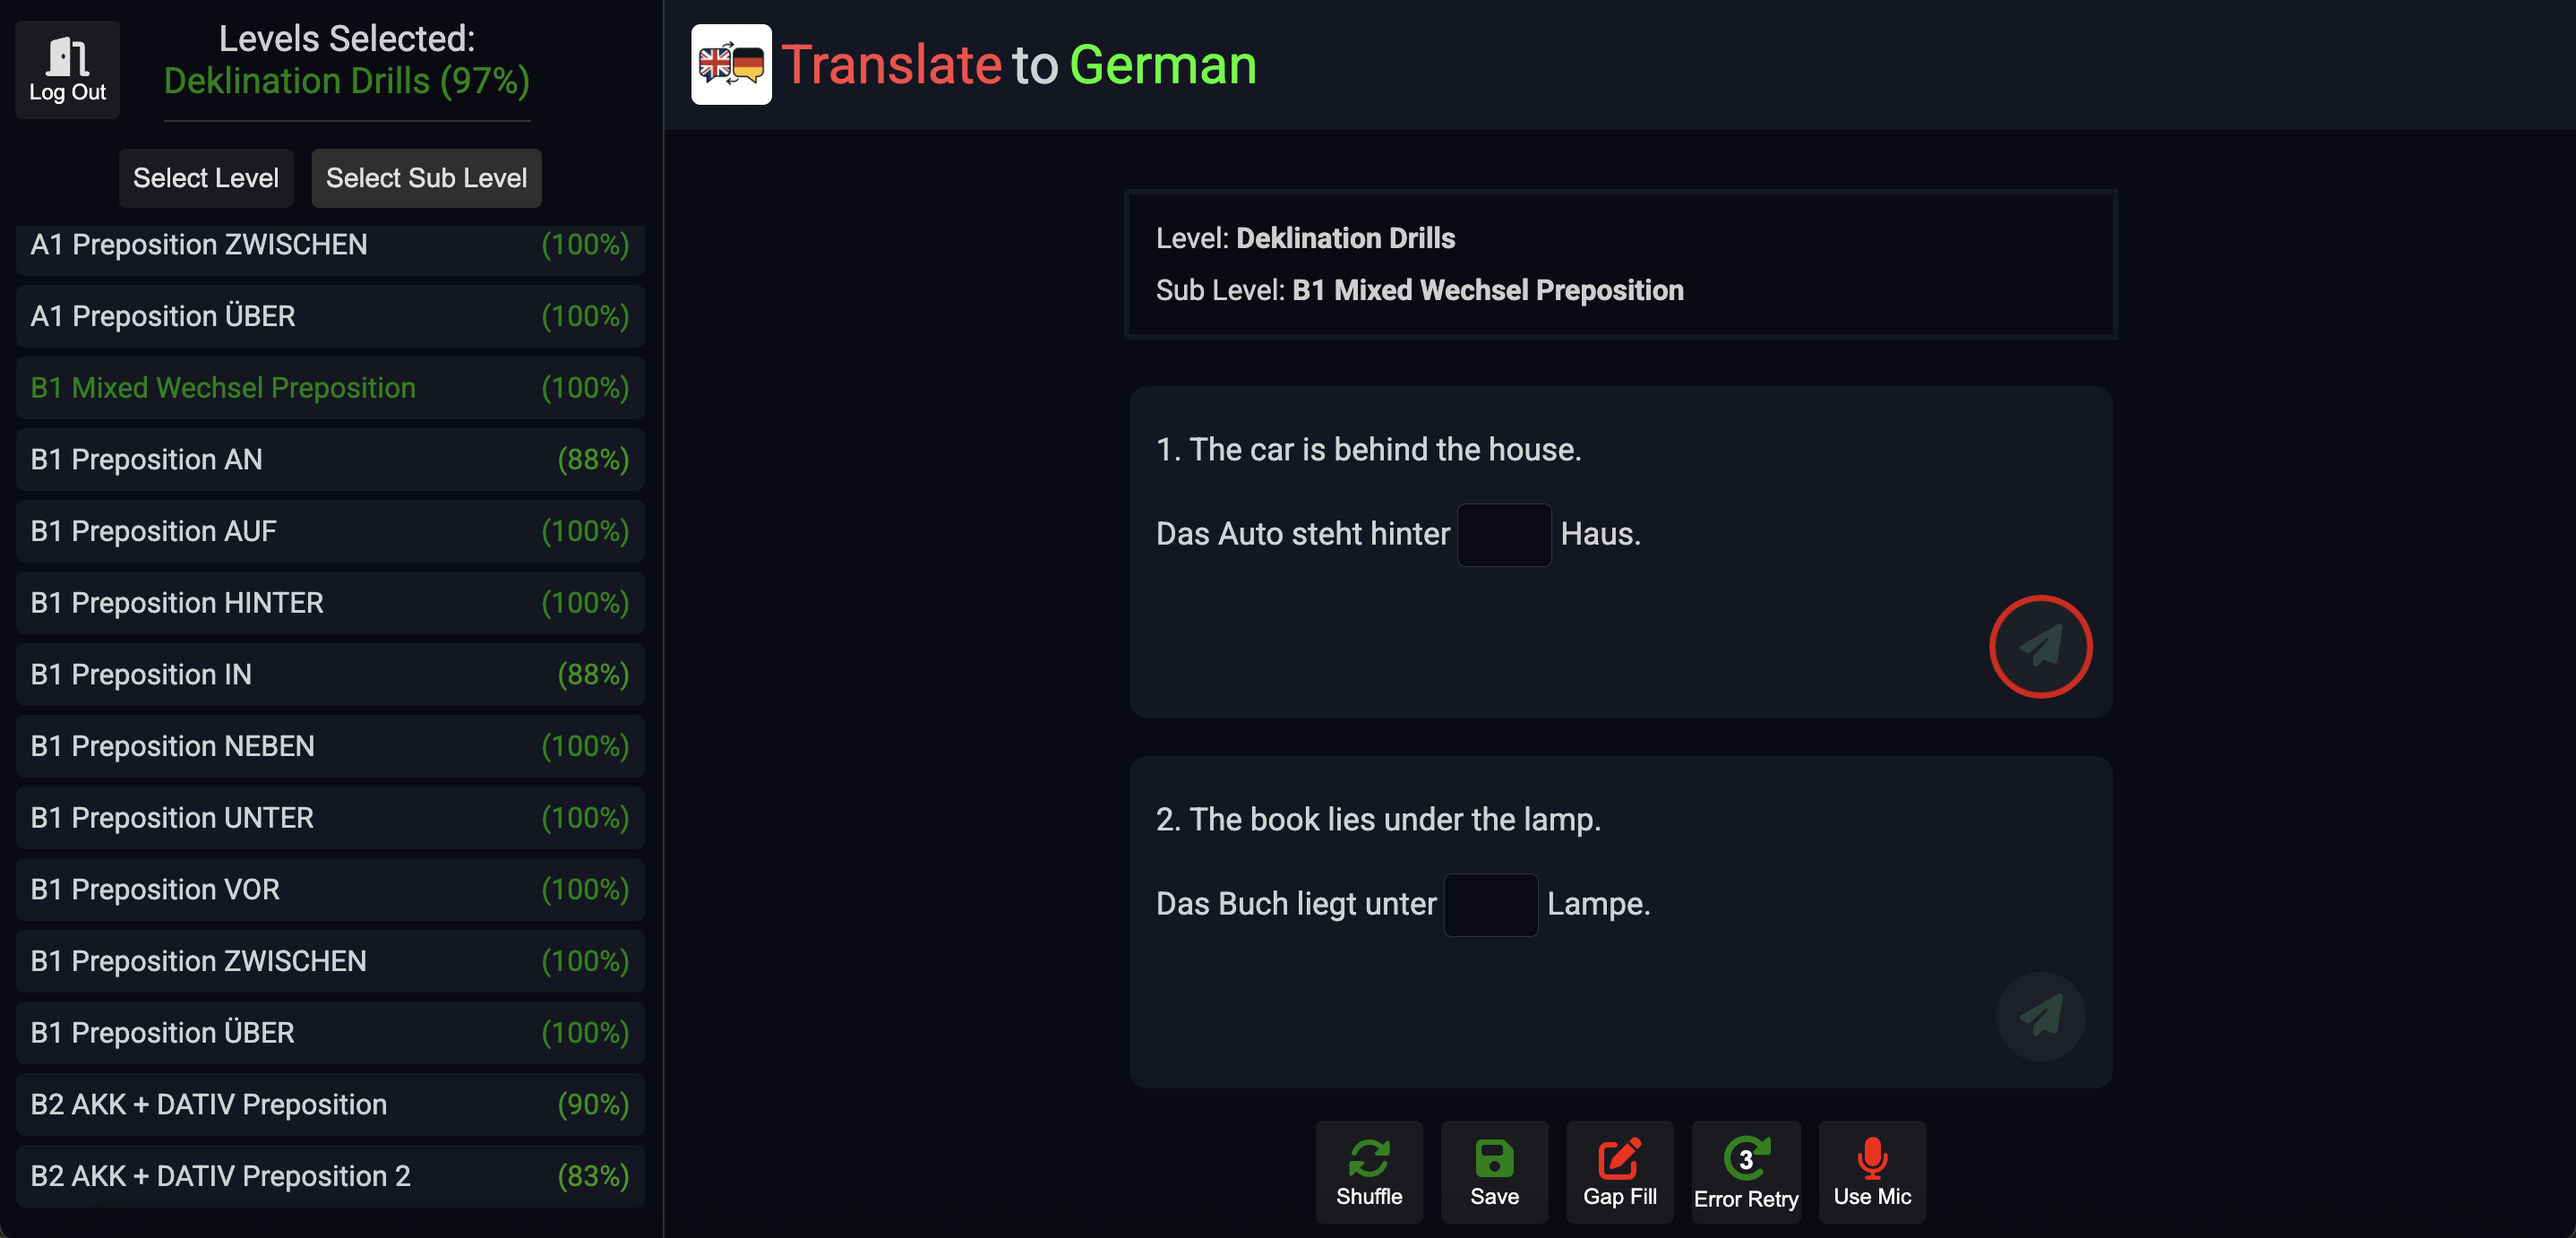 Log Out
Levels Selected:
Deklination Drills (97%)
Select Level
Select Sub Level
A1 Preposition ZWISCHEN (100%)
A1 Preposition ÜBER (100%)
B1 Mixed Wechsel Preposition (100%)
B1 Preposition AN (88%)
B1 Preposition AUF (100%)
B1 Preposition HINTER (100%)
B1 Preposition IN (88%)
B1 Preposition NEBEN (100%)
B1 Preposition UNTER (100%)
B1 Preposition VOR (100%)
B1 Preposition ZWISCHEN (100%)
B1 Preposition ÜBER (100%)
B2 AKK + DATIV Preposition (90%)
B2 AKK + DATIV Preposition 2 (83%)
Translate to German
Level: Deklination Drills
Sub Level: B1 Mixed Wechsel Preposition
1. The car is behind the house.
Das Auto steht hinter Haus.
2. The book lies under the lamp.
Das Buch liegt unter Lampe.
Shuffle
Save
Gap Fill
3
Error Retry
Use Mic